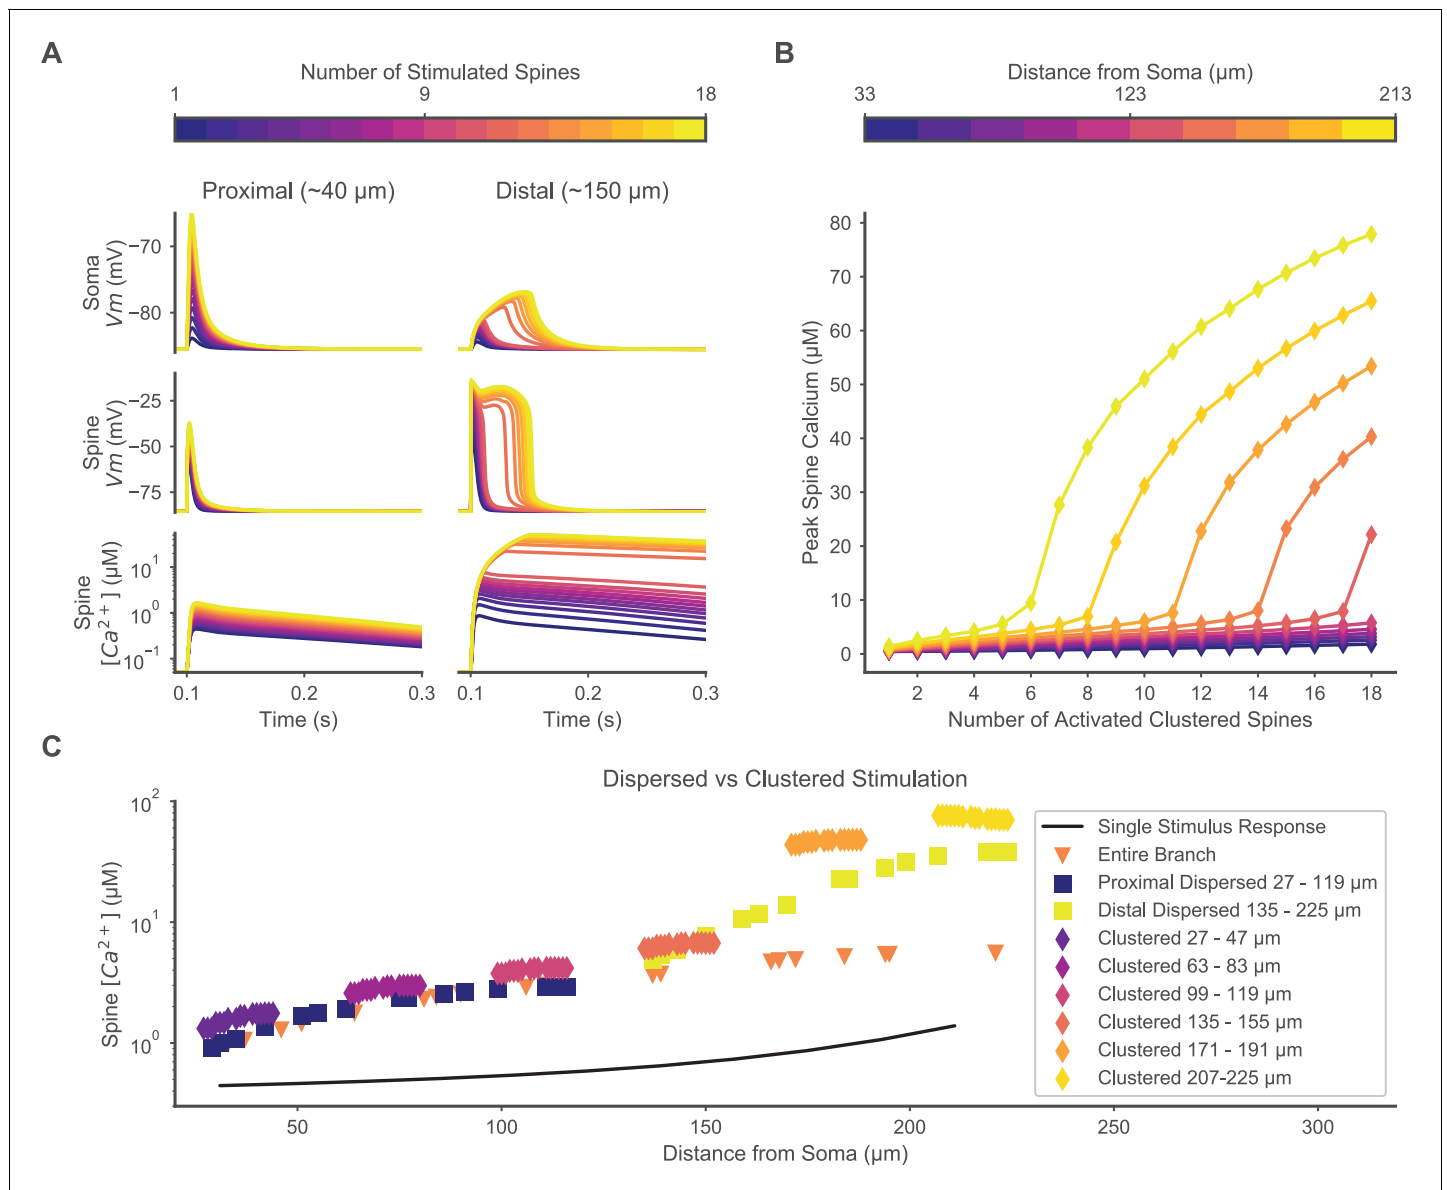 A
Number of Stimulated Spines
1 9 18
Proximal (~40 µm)
Distal (~150 µm)
Soma
Vm (mV)
−70
−80
Spine
Vm (mV)
−25
−50
−75
Spine
[Ca²⁺] (µM)
10¹
10⁰
10⁻¹
0.1 0.2 0.3
0.1 0.2 0.3
Time (s)
Time (s)
B
Distance from Soma (µm)
33 123 213
Peak Spine Calcium (µM)
80
70
60
50
40
30
20
10
0
2 4 6 8 10 12 14 16 18
Number of Activated Clustered Spines
C
Dispersed vs Clustered Stimulation
Spine [Ca²⁺] (µM)
10²
10¹
10⁰
50 100 150 200 250 300
Distance from Soma (µm)
Single Stimulus Response
Entire Branch
Proximal Dispersed 27 - 119 µm
Distal Dispersed 135 - 225 µm
Clustered 27 - 47 µm
Clustered 63 - 83 µm
Clustered 99 - 119 µm
Clustered 135 - 155 µm
Clustered 171 - 191 µm
Clustered 207-225 µm